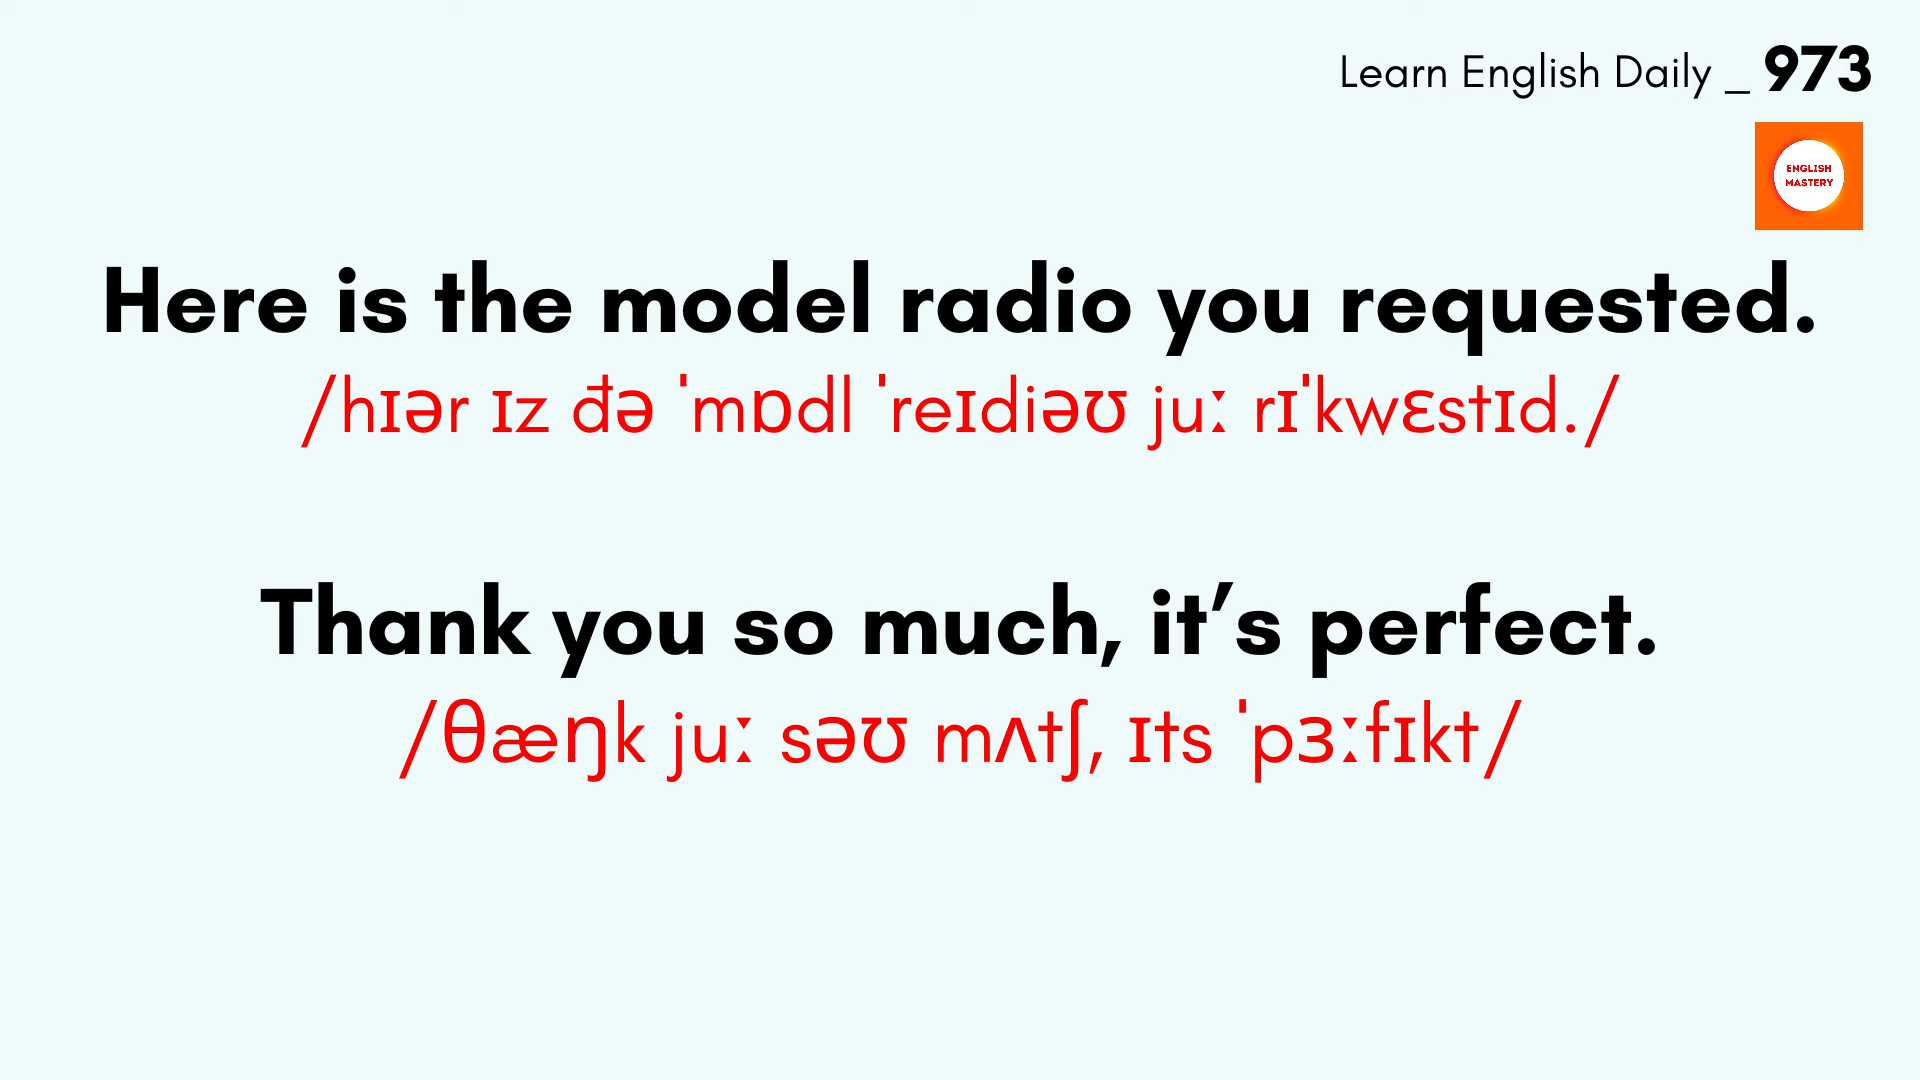 Learn English Daily _ 973
ENGLISH
MASTERY
Here is the model radio you requested.
/hɪər ɪz đə ˈmɒdl ˈreɪdiəʊ juː rɪˈkwɛstɪd./
Thank you so much, it’s perfect.
/θæŋk juː səʊ mʌtʃ, ɪts ˈpɜːfɪkt/